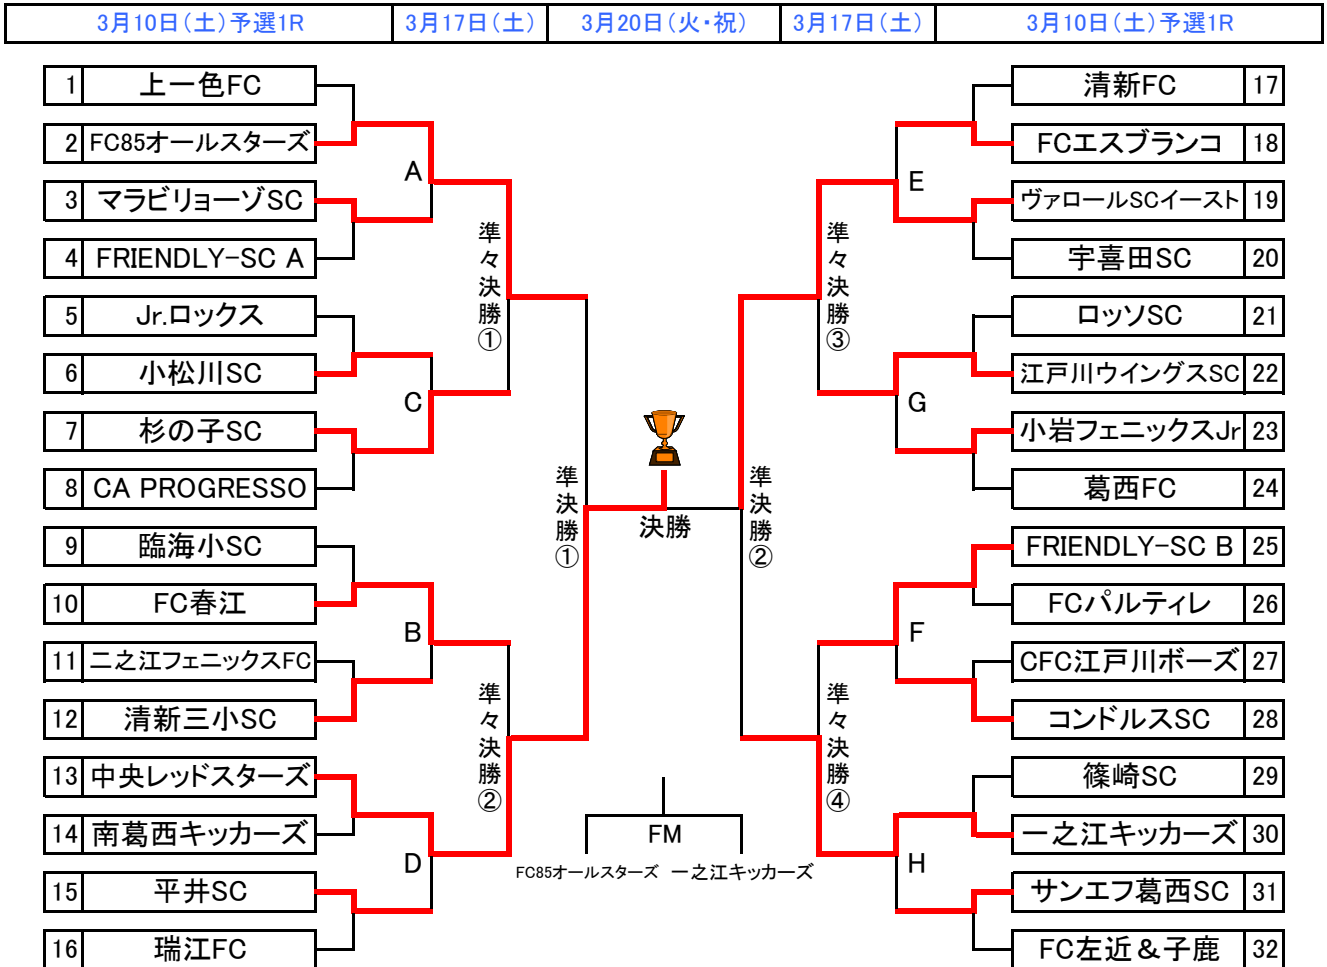 3月10日(土)予選1R 3月17日(土) 3月20日(火・祝) 3月17日(土) 3月10日(土)予選1R
1 上一色FC
2 FC85オールスターズ
3 マラビリョーゾSC
4 FRIENDLY-SC A
5 Jr.ロックス
6 小松川SC
7 杉の子SC
8 CA PROGRESSO
9 臨海小SC
10 FC春江
11 二之江フェニックスFC
12 清新三小SC
13 中央レッドスターズ
14 南葛西キッカーズ
15 平井SC
16 瑞江FC
A
C
B
D
準々決勝①
準々決勝②
準決勝①
決勝
準決勝②
FM
FC85オールスターズ 一之江キッカーズ
準々決勝③
準々決勝④
E
G
F
H
清新FC 17
FCエスブランコ 18
ヴァロールSCイースト 19
宇喜田SC 20
ロッソSC 21
江戸川ウイングスSC 22
小岩フェニックスJr 23
葛西FC 24
FRIENDLY-SC B 25
FCパルティレ 26
CFC江戸川ボーズ 27
コンドルスSC 28
篠崎SC 29
一之江キッカーズ 30
サンエフ葛西SC 31
FC左近&子鹿 32